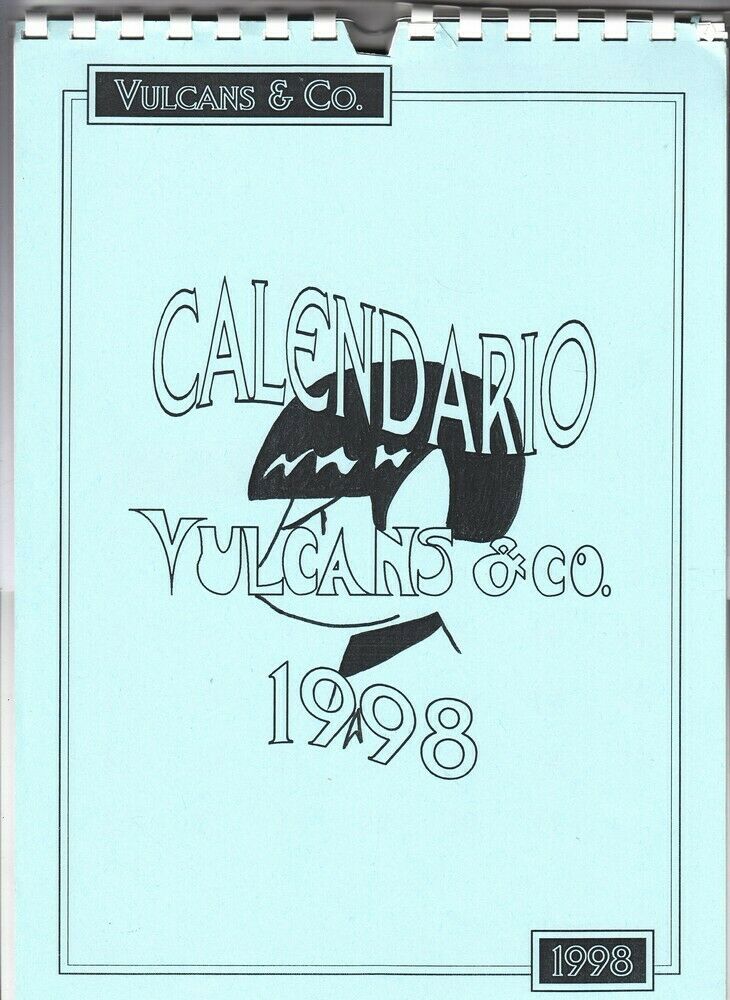 VULCANS & CO.
CALENDARIO
VULCANS & CO.
1998
1998